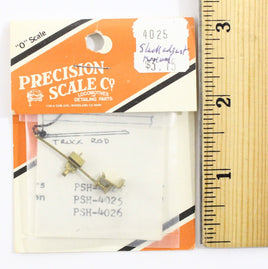 "O" Scale
4025
Slack adjust
$3.75
PRECISION
SCALE Co
LOCOMOTIVES
DETAILING PARTS
TRUCK ROD
PSH-4025
PSH-4026
3
2
1